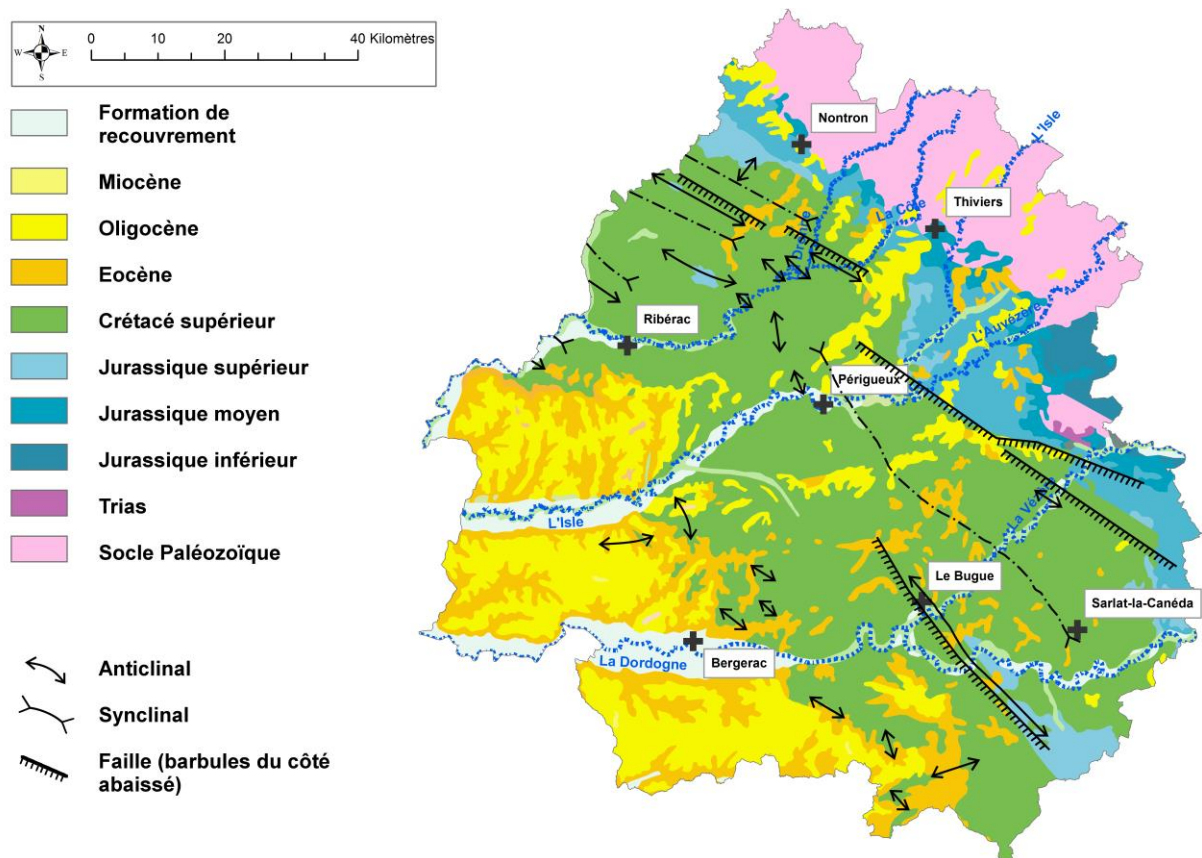 N
W
E
S
0 10 20 40 Kilomètres
Formation de
recouvrement
Miocène
Oligocène
Eocène
Crétacé supérieur
Jurassique supérieur
Jurassique moyen
Jurassique inférieur
Trias
Socle Paléozoïque
Anticlinal
Synclinal
Faille (barbules du côté
abaissé)
Nontron
L'Isle
Thiviers
La Côle
Ribérac
L'Auvézère
Périgueux
L'Isle
Le Bugue
Sarlat-la-Canéda
La Dordogne
Bergerac